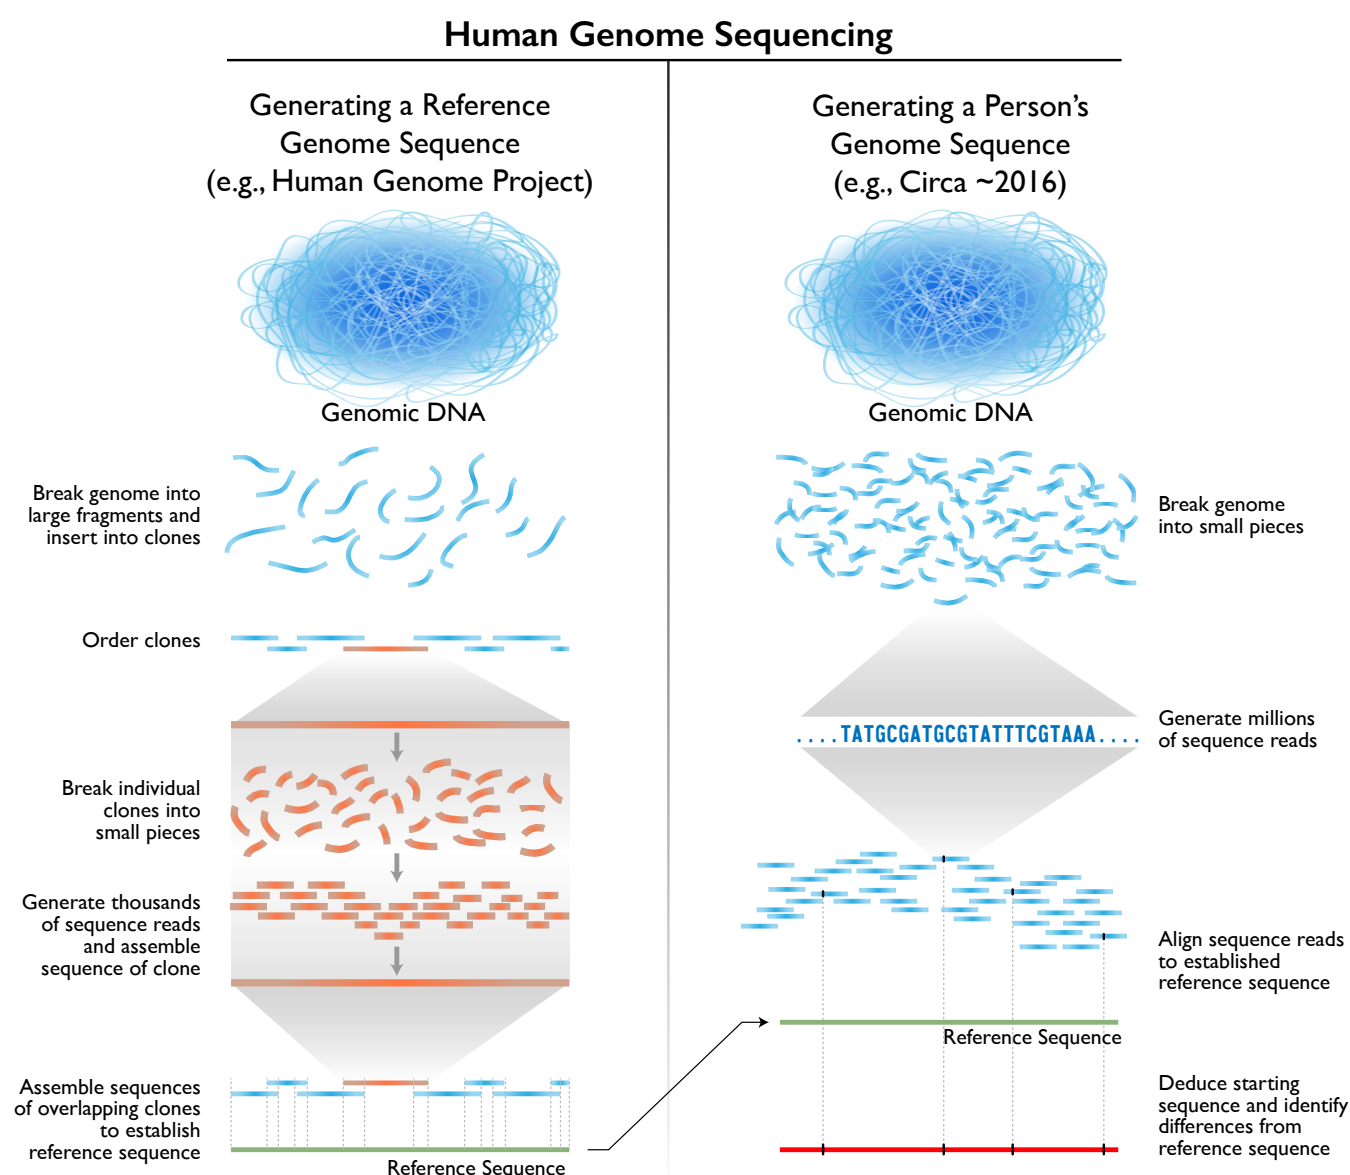 Human Genome Sequencing
Generating a Reference
Genome Sequence
(e.g., Human Genome Project)
Genomic DNA
Break genome into
large fragments and
insert into clones
Order clones
Break individual
clones into
small pieces
Generate thousands
of sequence reads
and assemble
sequence of clone
Assemble sequences
of overlapping clones
to establish
reference sequence
Reference Sequence
Generating a Person's
Genome Sequence
(e.g., Circa ~2016)
Genomic DNA
Break genome
into small pieces
....TATGCGATGCGTATTTCGTAAA....
Generate millions
of sequence reads
Align sequence reads
to established
reference sequence
Reference Sequence
Deduce starting
sequence and identify
differences from
reference sequence